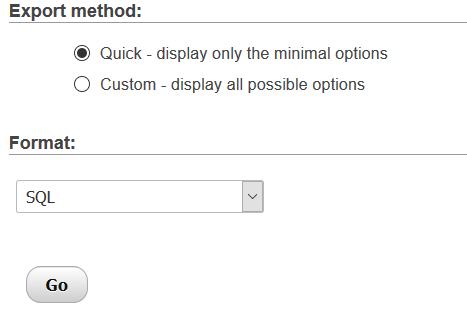 Export method:
Quick - display only the minimal options
Custom - display all possible options
Format:
SQL
Go